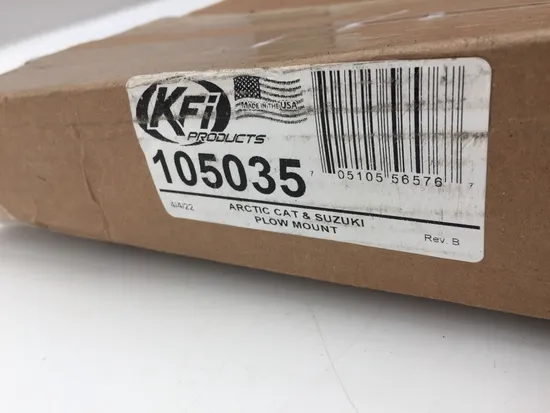 KFi
PRODUCTS
MADE IN THE USA
105035
7 05105 56576 7
4/4/22
ARCTIC CAT & SUZUKI
PLOW MOUNT
Rev. B